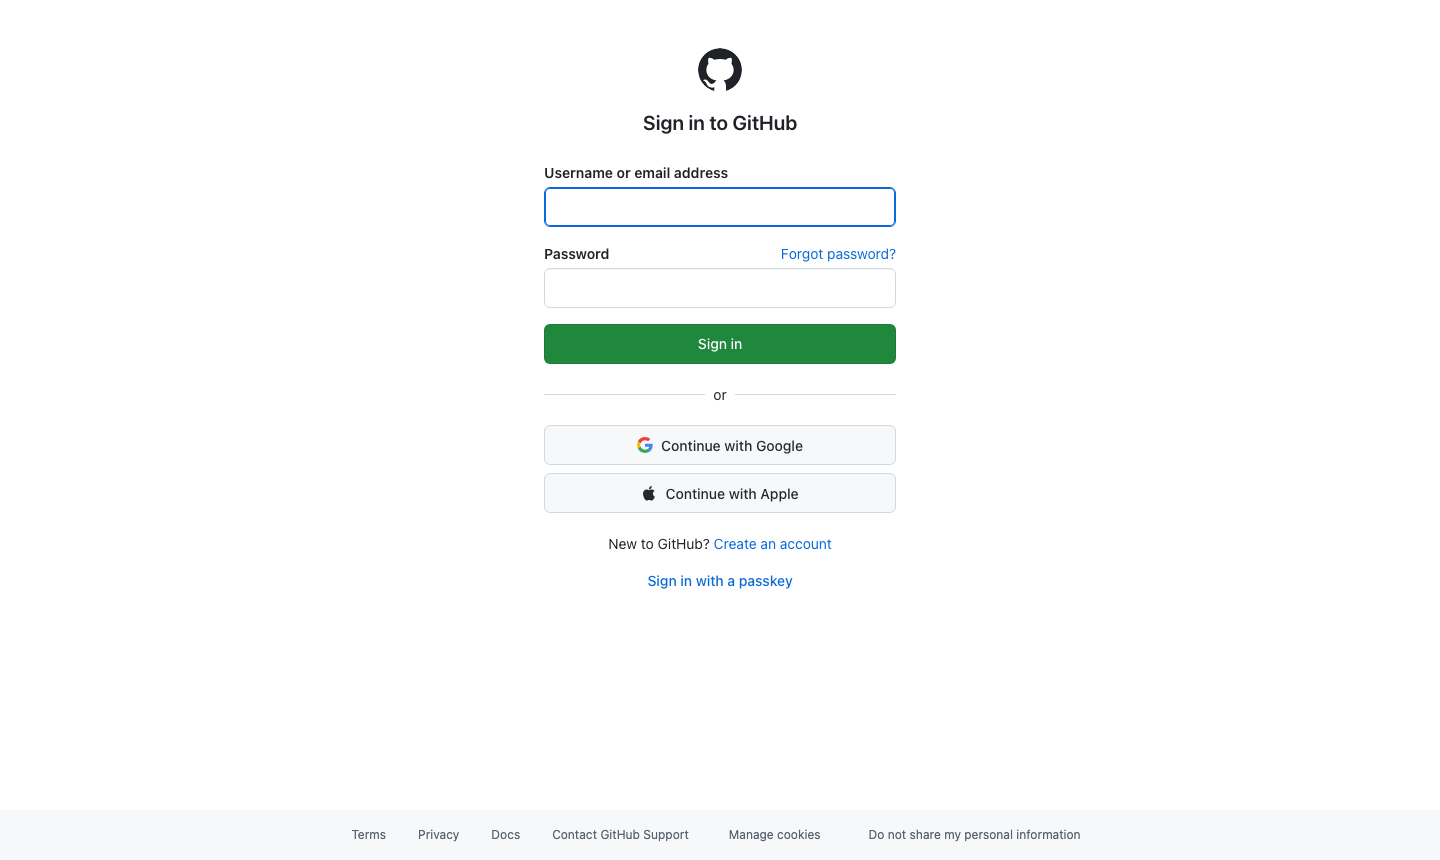 Sign in to GitHub
Username or email address
Password Forgot password?
Sign in
or
Continue with Google
Continue with Apple
New to GitHub? Create an account
Sign in with a passkey
Terms Privacy Docs Contact GitHub Support Manage cookies Do not share my personal information